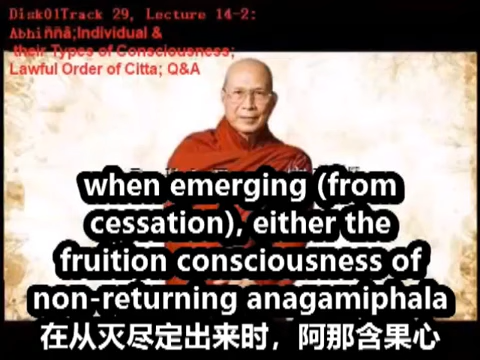 Disk01Track 29, Lecture 14-2:
Abhiññā;Individual &
their Types of Consciousness;
Lawful Order of Citta; Q&A
when emerging (from
cessation), either the
fruition consciousness of
non-returning anagamiphala
在从灭尽定出来时，阿那含果心